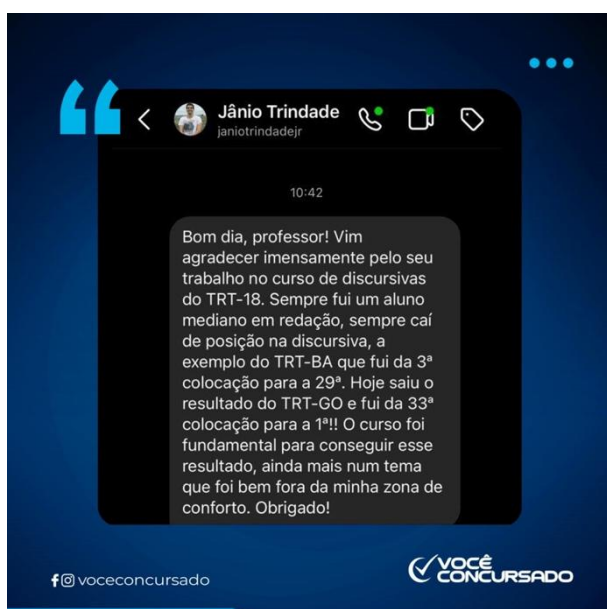 Jânio Trindade
janiotrindadejr
10:42
Bom dia, professor! Vim
agradecer imensamente pelo seu
trabalho no curso de discursivas
do TRT-18. Sempre fui um aluno
mediano em redação, sempre caí
de posição na discursiva, a
exemplo do TRT-BA que fui da 3ª
colocação para a 29ª. Hoje saiu o
resultado do TRT-GO e fui da 33ª
colocação para a 1ª!! O curso foi
fundamental para conseguir esse
resultado, ainda mais num tema
que foi bem fora da minha zona de
conforto. Obrigado!
voceconcursado
VOCÊ
CONCURSADO